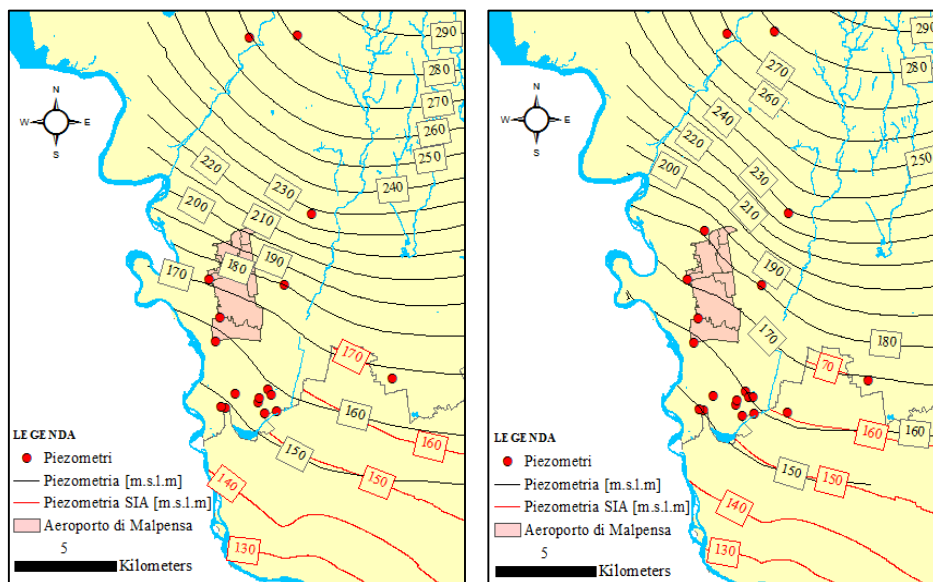 290
280
270
260
250
240
220
230
200
210
190
180
170
170
160
160
150
150
140
130
N
W E
S
LEGENDA
Piezometri
Piezometria [m.s.l.m]
Piezometria SIA [m.s.l.m]
Aeroporto di Malpensa
5
Kilometers
290
280
270
260
250
240
220
200
230
210
190
180
170
70
160
160
150
150
140
130
N
W E
S
LEGENDA
Piezometri
Piezometria [m.s.l.m]
Piezometria SIA [m.s.l.m]
Aeroporto di Malpensa
5
Kilometers